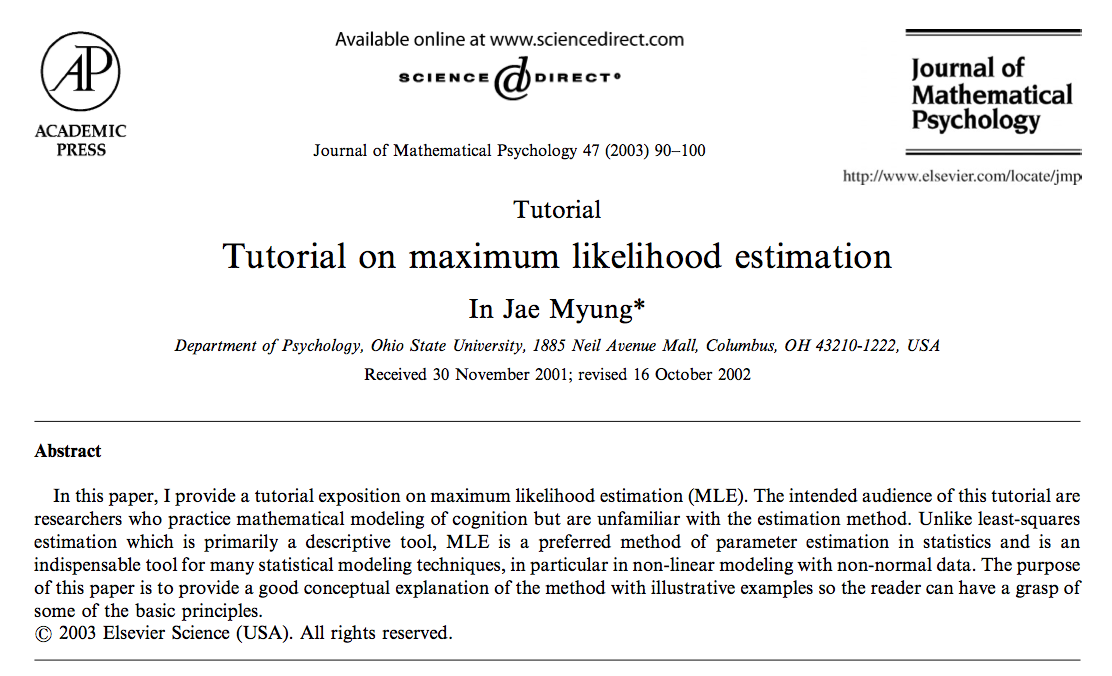 Available online at www.sciencedirect.com
SCIENCE DIRECT®
AP
ACADEMIC
PRESS
Journal of
Mathematical
Psychology
Journal of Mathematical Psychology 47 (2003) 90–100
http://www.elsevier.com/locate/jmp
Tutorial
Tutorial on maximum likelihood estimation
In Jae Myung*
Department of Psychology, Ohio State University, 1885 Neil Avenue Mall, Columbus, OH 43210-1222, USA
Received 30 November 2001; revised 16 October 2002
Abstract
In this paper, I provide a tutorial exposition on maximum likelihood estimation (MLE). The intended audience of this tutorial are
researchers who practice mathematical modeling of cognition but are unfamiliar with the estimation method. Unlike least-squares
estimation which is primarily a descriptive tool, MLE is a preferred method of parameter estimation in statistics and is an
indispensable tool for many statistical modeling techniques, in particular in non-linear modeling with non-normal data. The purpose
of this paper is to provide a good conceptual explanation of the method with illustrative examples so the reader can have a grasp of
some of the basic principles.
© 2003 Elsevier Science (USA). All rights reserved.